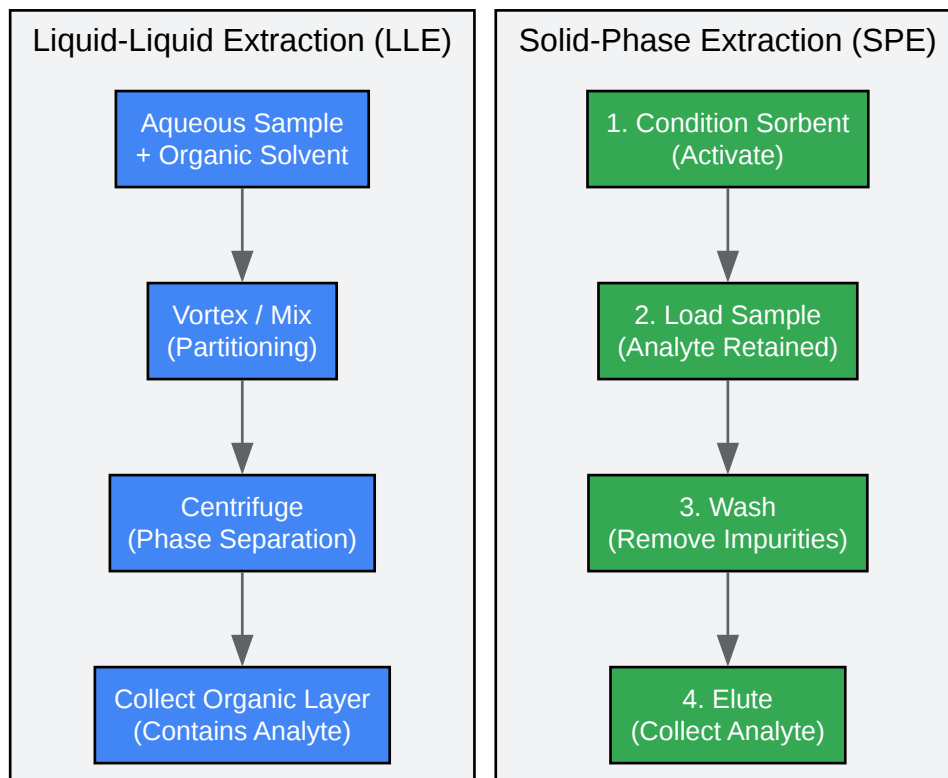 Liquid-Liquid Extraction (LLE)
Aqueous Sample
+ Organic Solvent
Vortex / Mix
(Partitioning)
Centrifuge
(Phase Separation)
Collect Organic Layer
(Contains Analyte)
Solid-Phase Extraction (SPE)
1. Condition Sorbent
(Activate)
2. Load Sample
(Analyte Retained)
3. Wash
(Remove Impurities)
4. Elute
(Collect Analyte)